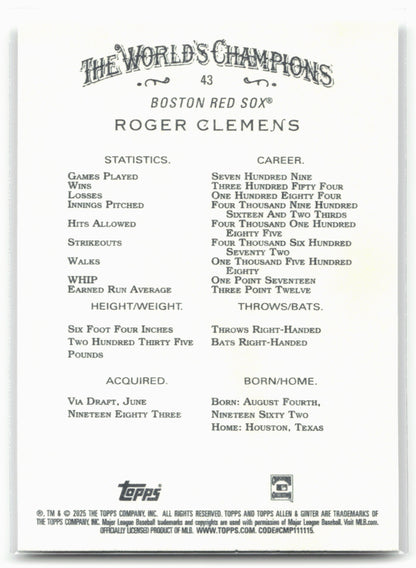 THE WORLD'S CHAMPIONS
43
BOSTON RED SOX®
ROGER CLEMENS
STATISTICS. CAREER.
GAMES PLAYED SEVEN HUNDRED NINE
WINS THREE HUNDRED FIFTY FOUR
LOSSES ONE HUNDRED EIGHTY FOUR
INNINGS PITCHED FOUR THOUSAND NINE HUNDRED
SIXTEEN AND TWO THIRDS
HITS ALLOWED FOUR THOUSAND ONE HUNDRED
EIGHTY FIVE
STRIKEOUTS FOUR THOUSAND SIX HUNDRED
SEVENTY TWO
WALKS ONE THOUSAND FIVE HUNDRED
EIGHTY
WHIP ONE POINT SEVENTEEN
EARNED RUN AVERAGE THREE POINT TWELVE
HEIGHT/WEIGHT. THROWS/BATS.
SIX FOOT FOUR INCHES THROWS RIGHT-HANDED
TWO HUNDRED THIRTY FIVE BATS RIGHT-HANDED
POUNDS
ACQUIRED. BORN/HOME.
VIA DRAFT, JUNE BORN: AUGUST FOURTH,
NINETEEN EIGHTY THREE NINETEEN SIXTY TWO
HOME: HOUSTON, TEXAS
Topps
®, TM & © 2025 THE TOPPS COMPANY, INC. ALL RIGHTS RESERVED. TOPPS AND TOPPS ALLEN & GINTER ARE TRADEMARKS OF
THE TOPPS COMPANY, INC. Major League Baseball trademarks and copyrights are used with permission of Major League Baseball. Visit MLB.com.
OFFICIALLY LICENSED PRODUCT OF MLB. WWW.TOPPS.COM. CODE#CMP111115.